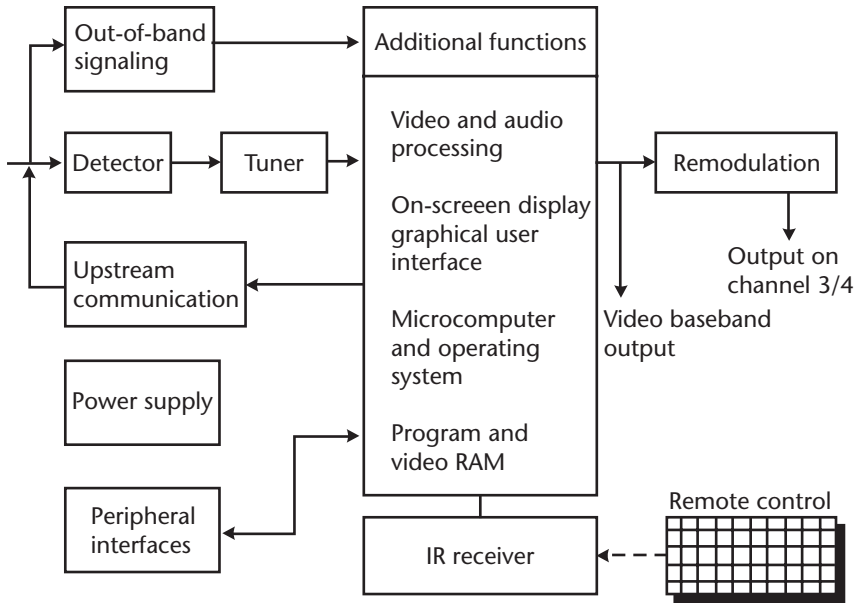 Out-of-band
signaling
Additional functions
Detector
Tuner
Video and audio
processing
Remodulation
On-screeen display
graphical user
interface
Output on
channel 3/4
Upstream
communication
Video baseband
output
Microcomputer
and operating
system
Power supply
Program and
video RAM
Peripheral
interfaces
IR receiver
Remote control